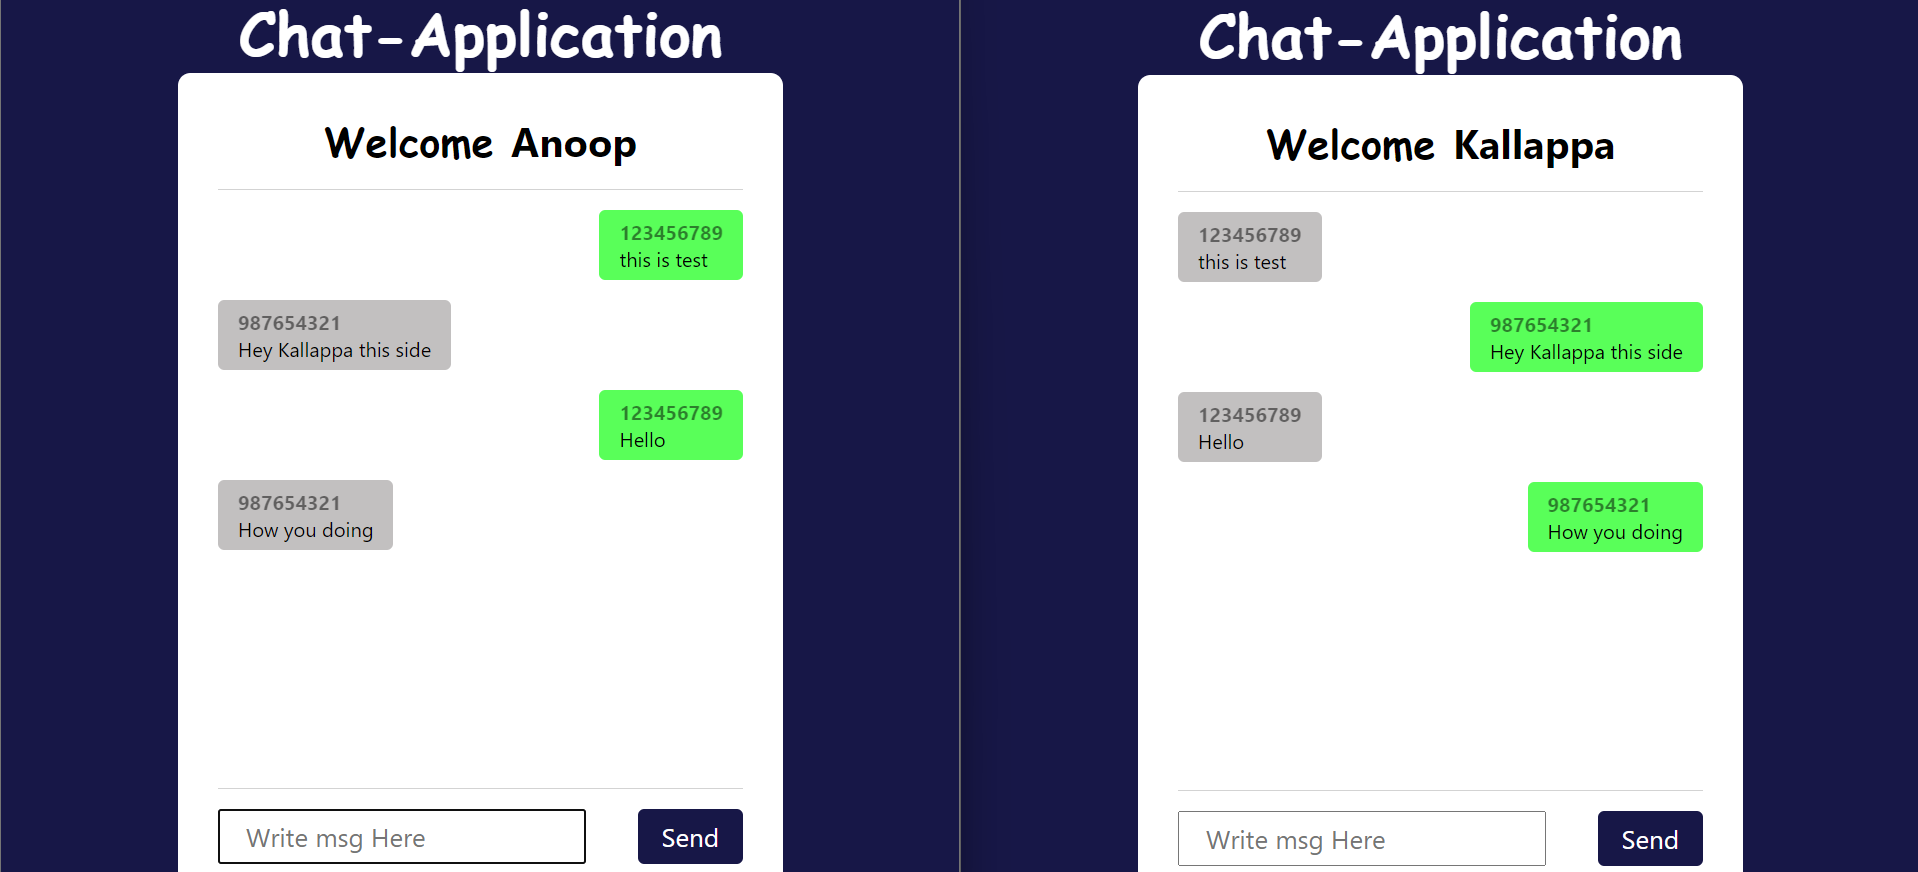 Chat-Application
Welcome Anoop
123456789
this is test
987654321
Hey Kallappa this side
123456789
Hello
987654321
How you doing
Write msg Here
Send
Chat-Application
Welcome Kallappa
123456789
this is test
987654321
Hey Kallappa this side
123456789
Hello
987654321
How you doing
Write msg Here
Send